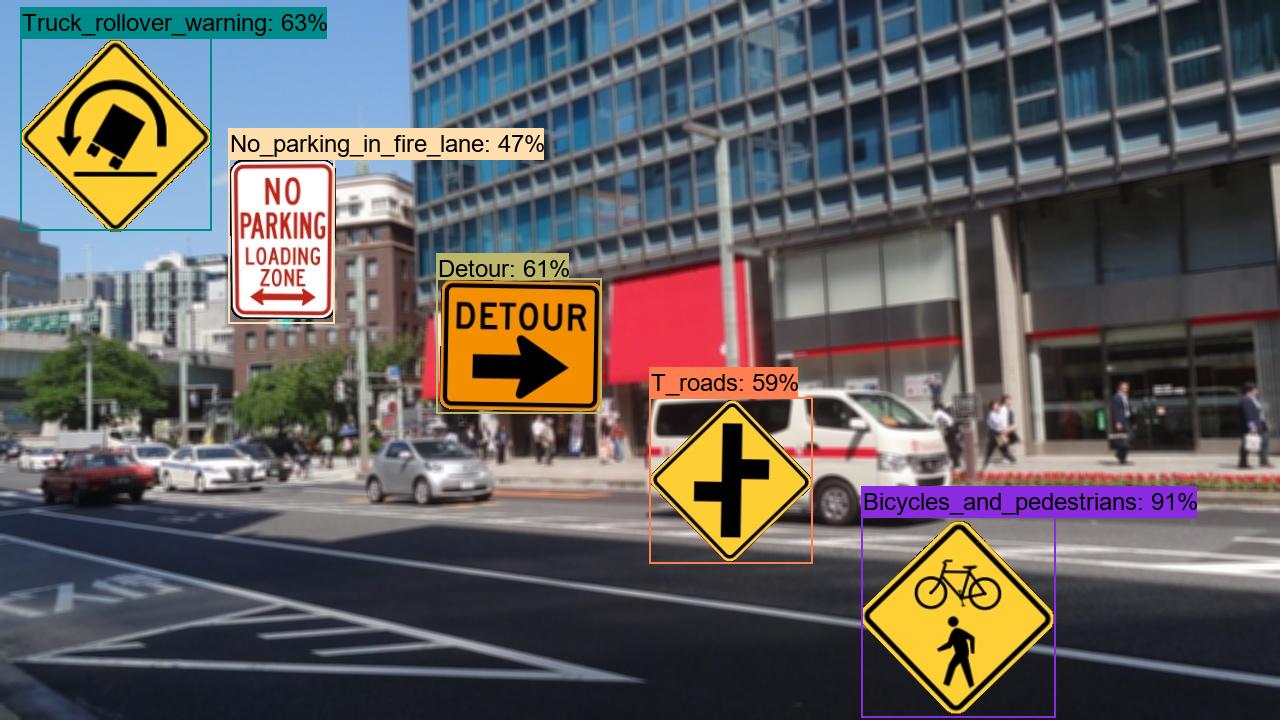 Truck_rollover_warning: 63%
No_parking_in_fire_lane: 47%
NO
PARKING
LOADING
ZONE
Detour: 61%
DETOUR
T_roads: 59%
Bicycles_and_pedestrians: 91%